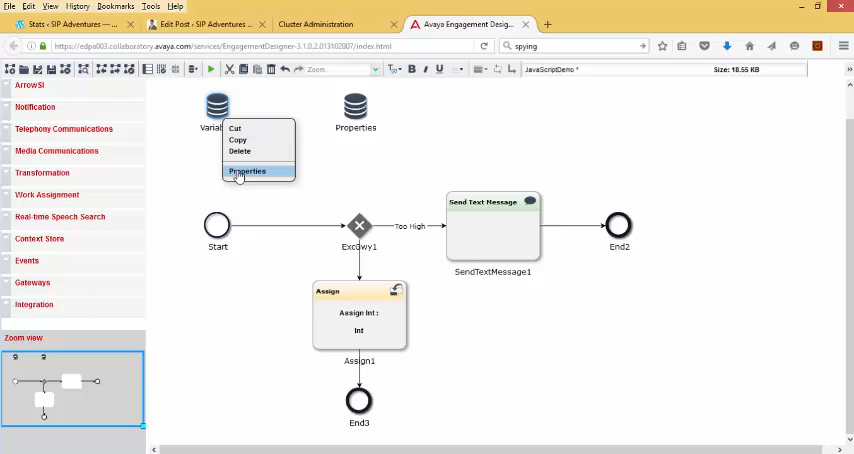 File Edit View History Bookmarks Tools Help
Stats ‹ SIP Adventures —...
Edit Post ‹ SIP Adventures ...
Cluster Administration
Avaya Engagement Desig...
https://edpa003.collaboratory.avaya.com/services/EngagementDesigner-3.1.0.2.013102007/index.html
spying
Zoom...
B I U
JavaScriptDemo *
Size: 18.55 KB
ArrowSI
Notification
Telephony Communications
Media Communications
Transformation
Work Assignment
Real-time Speech Search
Context Store
Events
Gateways
Integration
Zoom view
Properties
Cut
Copy
Delete
Properties
Start
ExcGwy1
Too High
Send Text Message
SendTextMessage1
End2
Assign
Assign Int :
Int
Assign1
End3